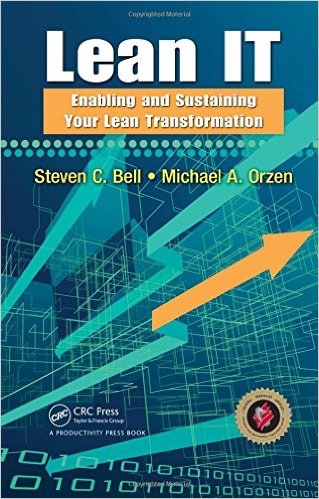 Lean IT
Enabling and Sustaining
Your Lean Transformation
Steven C. Bell • Michael A. Orzen
CRC
CRC Press
Taylor & Francis Group
A PRODUCTIVITY PRESS BOOK